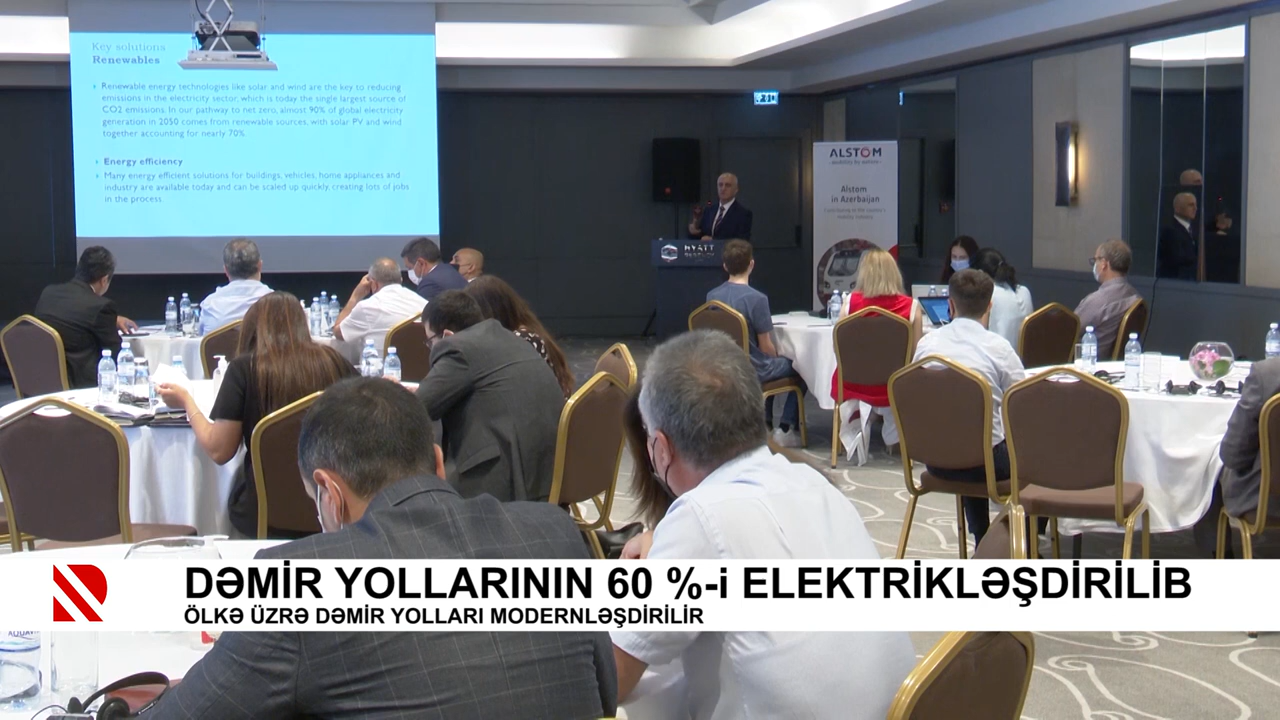 Key solutions
Renewables
Renewable energy technologies like solar and wind are the key to reducing
emissions in the electricity sector, which is today the single largest source of
CO2 emissions. In our pathway to net zero, almost 90% of global electricity
generation in 2050 comes from renewable sources, with solar PV and wind
together accounting for nearly 70%.
Energy efficiency
Many energy efficient solutions for buildings, vehicles, home appliances and
industry are available today and can be scaled up quickly, creating lots of jobs
in the process.
ALSTOM
Alstom
in Azerbaijan
HYATT
DƏMİR YOLLARININ 60 %-i ELEKTRİKLƏŞDİRİLİB
ÖLKƏ ÜZRƏ DƏMİR YOLLARI MODERNLƏŞDİRİLİR